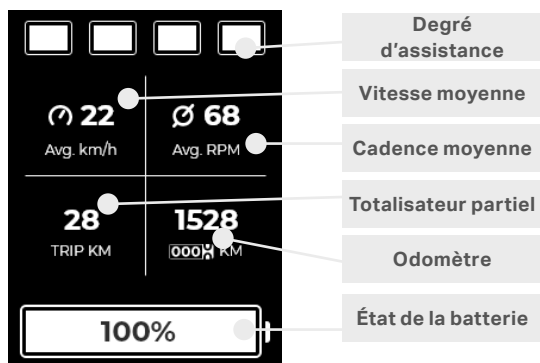 Degré
d'assistance
Vitesse moyenne
22
68
Avg. km/h
Avg. RPM
Cadence moyenne
Totalisateur partiel
28
1528
TRIP KM
000 KM
Odomètre
État de la batterie
100%